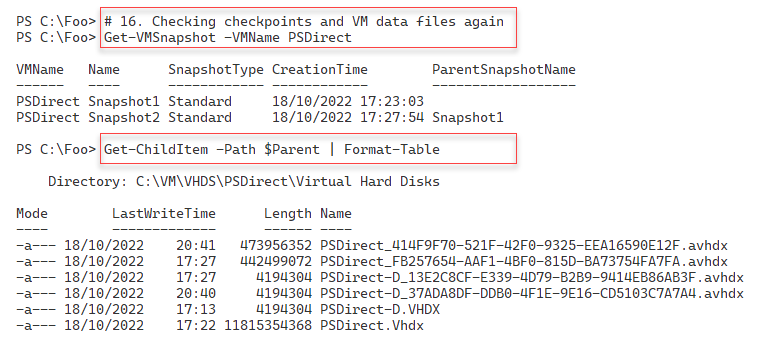 PS C:\Foo> # 16. Checking checkpoints and VM data files again
PS C:\Foo> Get-VMSnapshot -VMName PSDirect
VMName   Name      SnapshotType CreationTime        ParentSnapshotName
------   ----      ------------ ------------        ------------------
PSDirect Snapshot1 Standard     18/10/2022 17:23:03
PSDirect Snapshot2 Standard     18/10/2022 17:27:54 Snapshot1
PS C:\Foo> Get-ChildItem -Path $Parent | Format-Table
    Directory: C:\VM\VHDS\PSDirect\Virtual Hard Disks
Mode        LastWriteTime      Length Name
----        -------------      ------ ----
-a--- 18/10/2022    20:41   473956352 PSDirect_414F9F70-521F-42F0-9325-EEA16590E12F.avhdx
-a--- 18/10/2022    17:27   442499072 PSDirect_FB257654-AAF1-4BF0-815D-BA73754FA7FA.avhdx
-a--- 18/10/2022    17:27     4194304 PSDirect-D_13E2C8CF-E339-4D79-B2B9-9414EB86AB3F.avhdx
-a--- 18/10/2022    20:40     4194304 PSDirect-D_37ADA8DF-DDB0-4F1E-9E16-CD5103C7A7A4.avhdx
-a--- 18/10/2022    17:13     4194304 PSDirect-D.VHDX
-a--- 18/10/2022    17:22 11815354368 PSDirect.Vhdx